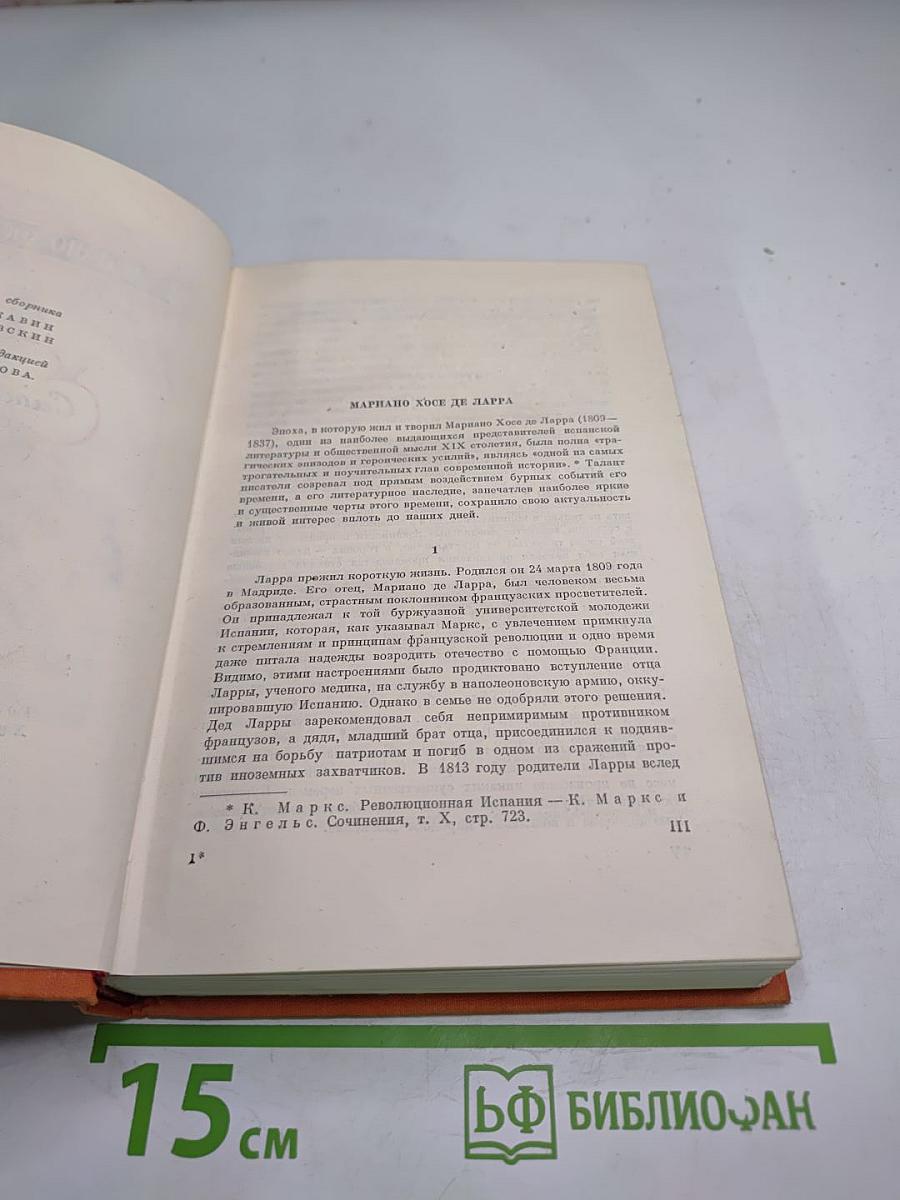 сборника
АВИН
ВСКИН
дакцией
ОВА.
МАРИАНО ХОСЕ ДЕ ЛАРРА
Эпоха, в которую жил и творил Мариано Хосе де Ларра (1809—
1837), один из наиболее выдающихся представителей испанской
литературы и общественной мысли XIX столетия, была полна «тра-
гических эпизодов и героических усилий», являясь «одной из самых
трогательных и поучительных глав современной истории». * Талант
писателя созревал под прямым воздействием бурных событий его
времени, а его литературное наследие, запечатлев наиболее яркие
и существенные черты этого времени, сохранило свою актуальность
и живой интерес вплоть до наших дней.
1
Ларра прожил короткую жизнь. Родился он 24 марта 1809 года
в Мадриде. Его отец, Мариано де Ларра, был человеком весьма
образованным, страстным поклонником французских просветителей.
Он принадлежал к той буржуазной университетской молодежи
Испании, которая, как указывал Маркс, с увлечением примкнула
к стремлениям и принципам французской революции и одно время
даже питала надежды возродить отечество с помощью Франции.
Видимо, этими настроениями было продиктовано вступление отца
Ларры, ученого медика, на службу в наполеоновскую армию, окку-
пировавшую Испанию. Однако в семье не одобряли этого решения.
Дед Ларры зарекомендовал себя непримиримым противником
французов, а дядя, младший брат отца, присоединился к подняв-
шимся на борьбу патриотам и погиб в одном из сражений про-
тив иноземных захватчиков. В 1813 году родители Ларры вслед
* К. Маркс. Революционная Испания — К. Маркс и
Ф. Энгельс. Сочинения, т. X, стр. 723.
III
1*
15 см
БФ БИБЛИОФАН